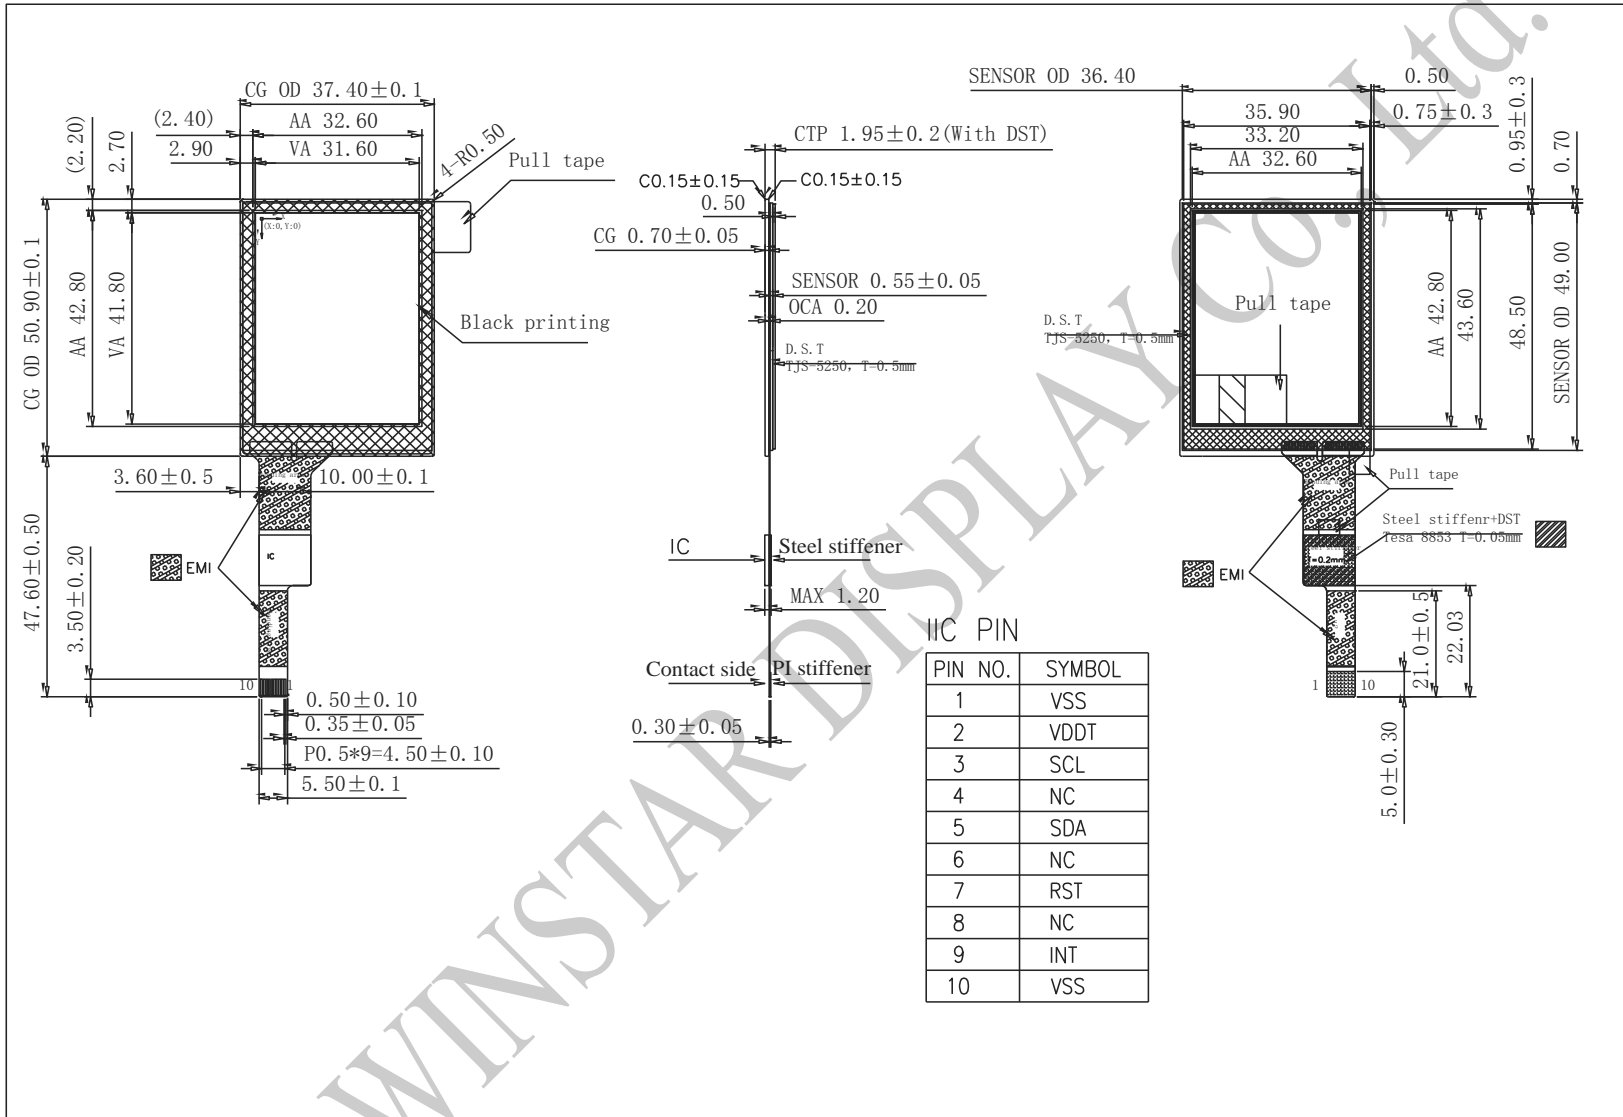 CG OD 37.40±0.1
(2.40)
AA 32.60
2.90
VA 31.60
(2.20)
2.70
4-R0.50
Pull tape
(X:0,Y:0)
X
Y
CG OD 50.90±0.1
AA 42.80
VA 41.80
Black printing
3.60±0.5
10.00±0.1
47.60±0.50
3.50±0.20
IC
EMI
10
1
0.50±0.10
0.35±0.05
P0.5*9=4.50±0.10
5.50±0.1
CTP 1.95±0.2(With DST)
C0.15±0.15
C0.15±0.15
0.50
CG 0.70±0.05
SENSOR 0.55±0.05
OCA 0.20
D.S.T
TJS-5250, T=0.5mm
IC
Steel stiffener
MAX 1.20
Contact side
PI stiffener
0.30±0.05
IIC PIN
PIN NO. SYMBOL
1 VSS
2 VDDT
3 SCL
4 NC
5 SDA
6 NC
7 RST
8 NC
9 INT
10 VSS
SENSOR OD 36.40
0.50
35.90
0.75±0.3
33.20
AA 32.60
0.95±0.3
0.70
D.S.T
TJS-5250, T=0.5mm
Pull tape
AA 42.80
43.60
48.50
SENSOR OD 49.00
Pull tape
Steel stiffenr+DST
Tesa 8853 T=0.05mm
T=0.2mm
EMI
1
10
21.0±0.5
22.03
5.0±0.30
WINSTAR DISPLAY Co., Ltd.